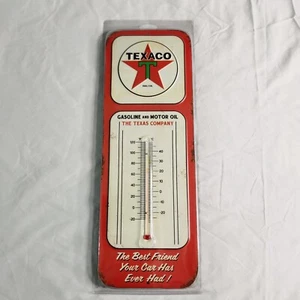 TEXACO
T
GASOLINE AND MOTOR OIL
THE TEXAS COMPANY
The Best Friend
Your Car Has
Ever Had!